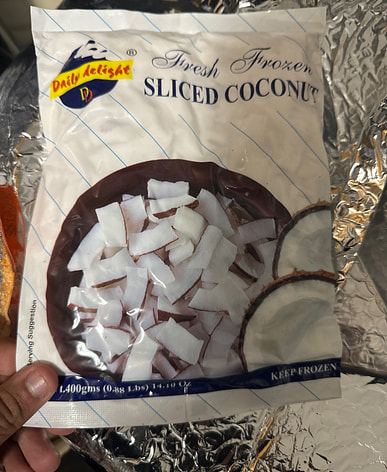 Daily delight
®
DD
Fresh Frozen
SLICED COCONUT
Serving Suggestion
400gms (0.88 Lbs) 14.10 Oz
KEEP FROZEN